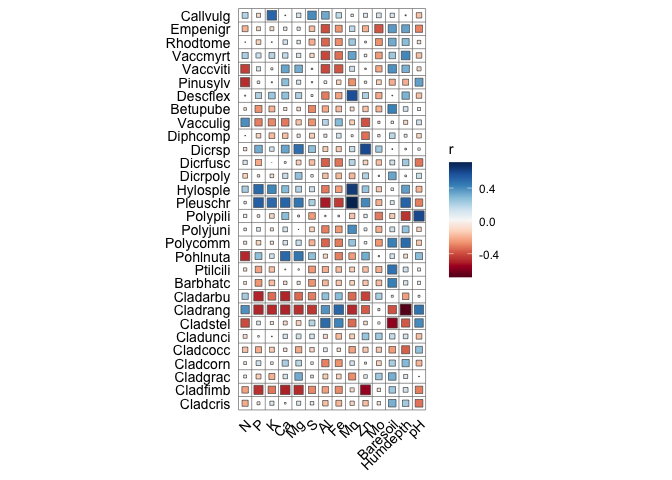 Callvulg
Empenigr
Rhodtome
Vaccmyrt
Vaccviti
Pinusylv
Descflex
Betupube
Vacculig
Diphcomp
Dicrsp
Dicrfusc
Dicrpoly
Hylosple
Pleuschr
Polypili
Polyjuni
Polycomm
Pohlnuta
Ptilcili
Barbhatc
Cladarbu
Cladrang
Cladstel
Cladunci
Cladcocc
Cladcorn
Cladgrac
Cladfimb
Cladcris
N P K Ca Mg S Al Fe Mn Zn Mo Baresoil Humdepth pH
r
0.4
0.0
-0.4